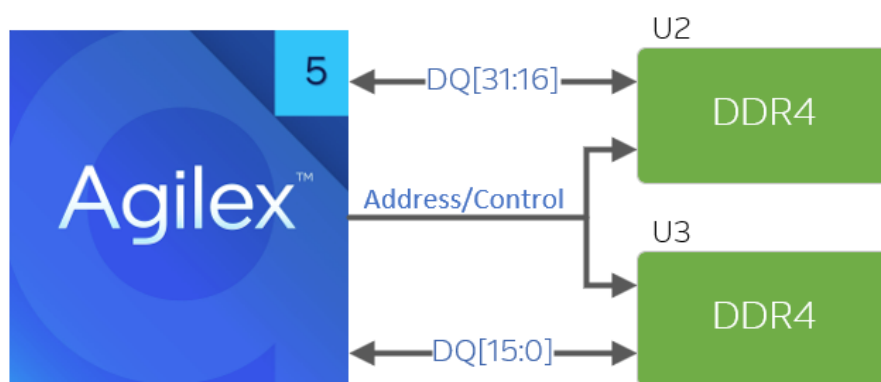 5
Agilex™
DQ[31:16]
Address/Control
DQ[15:0]
U2
DDR4
U3
DDR4